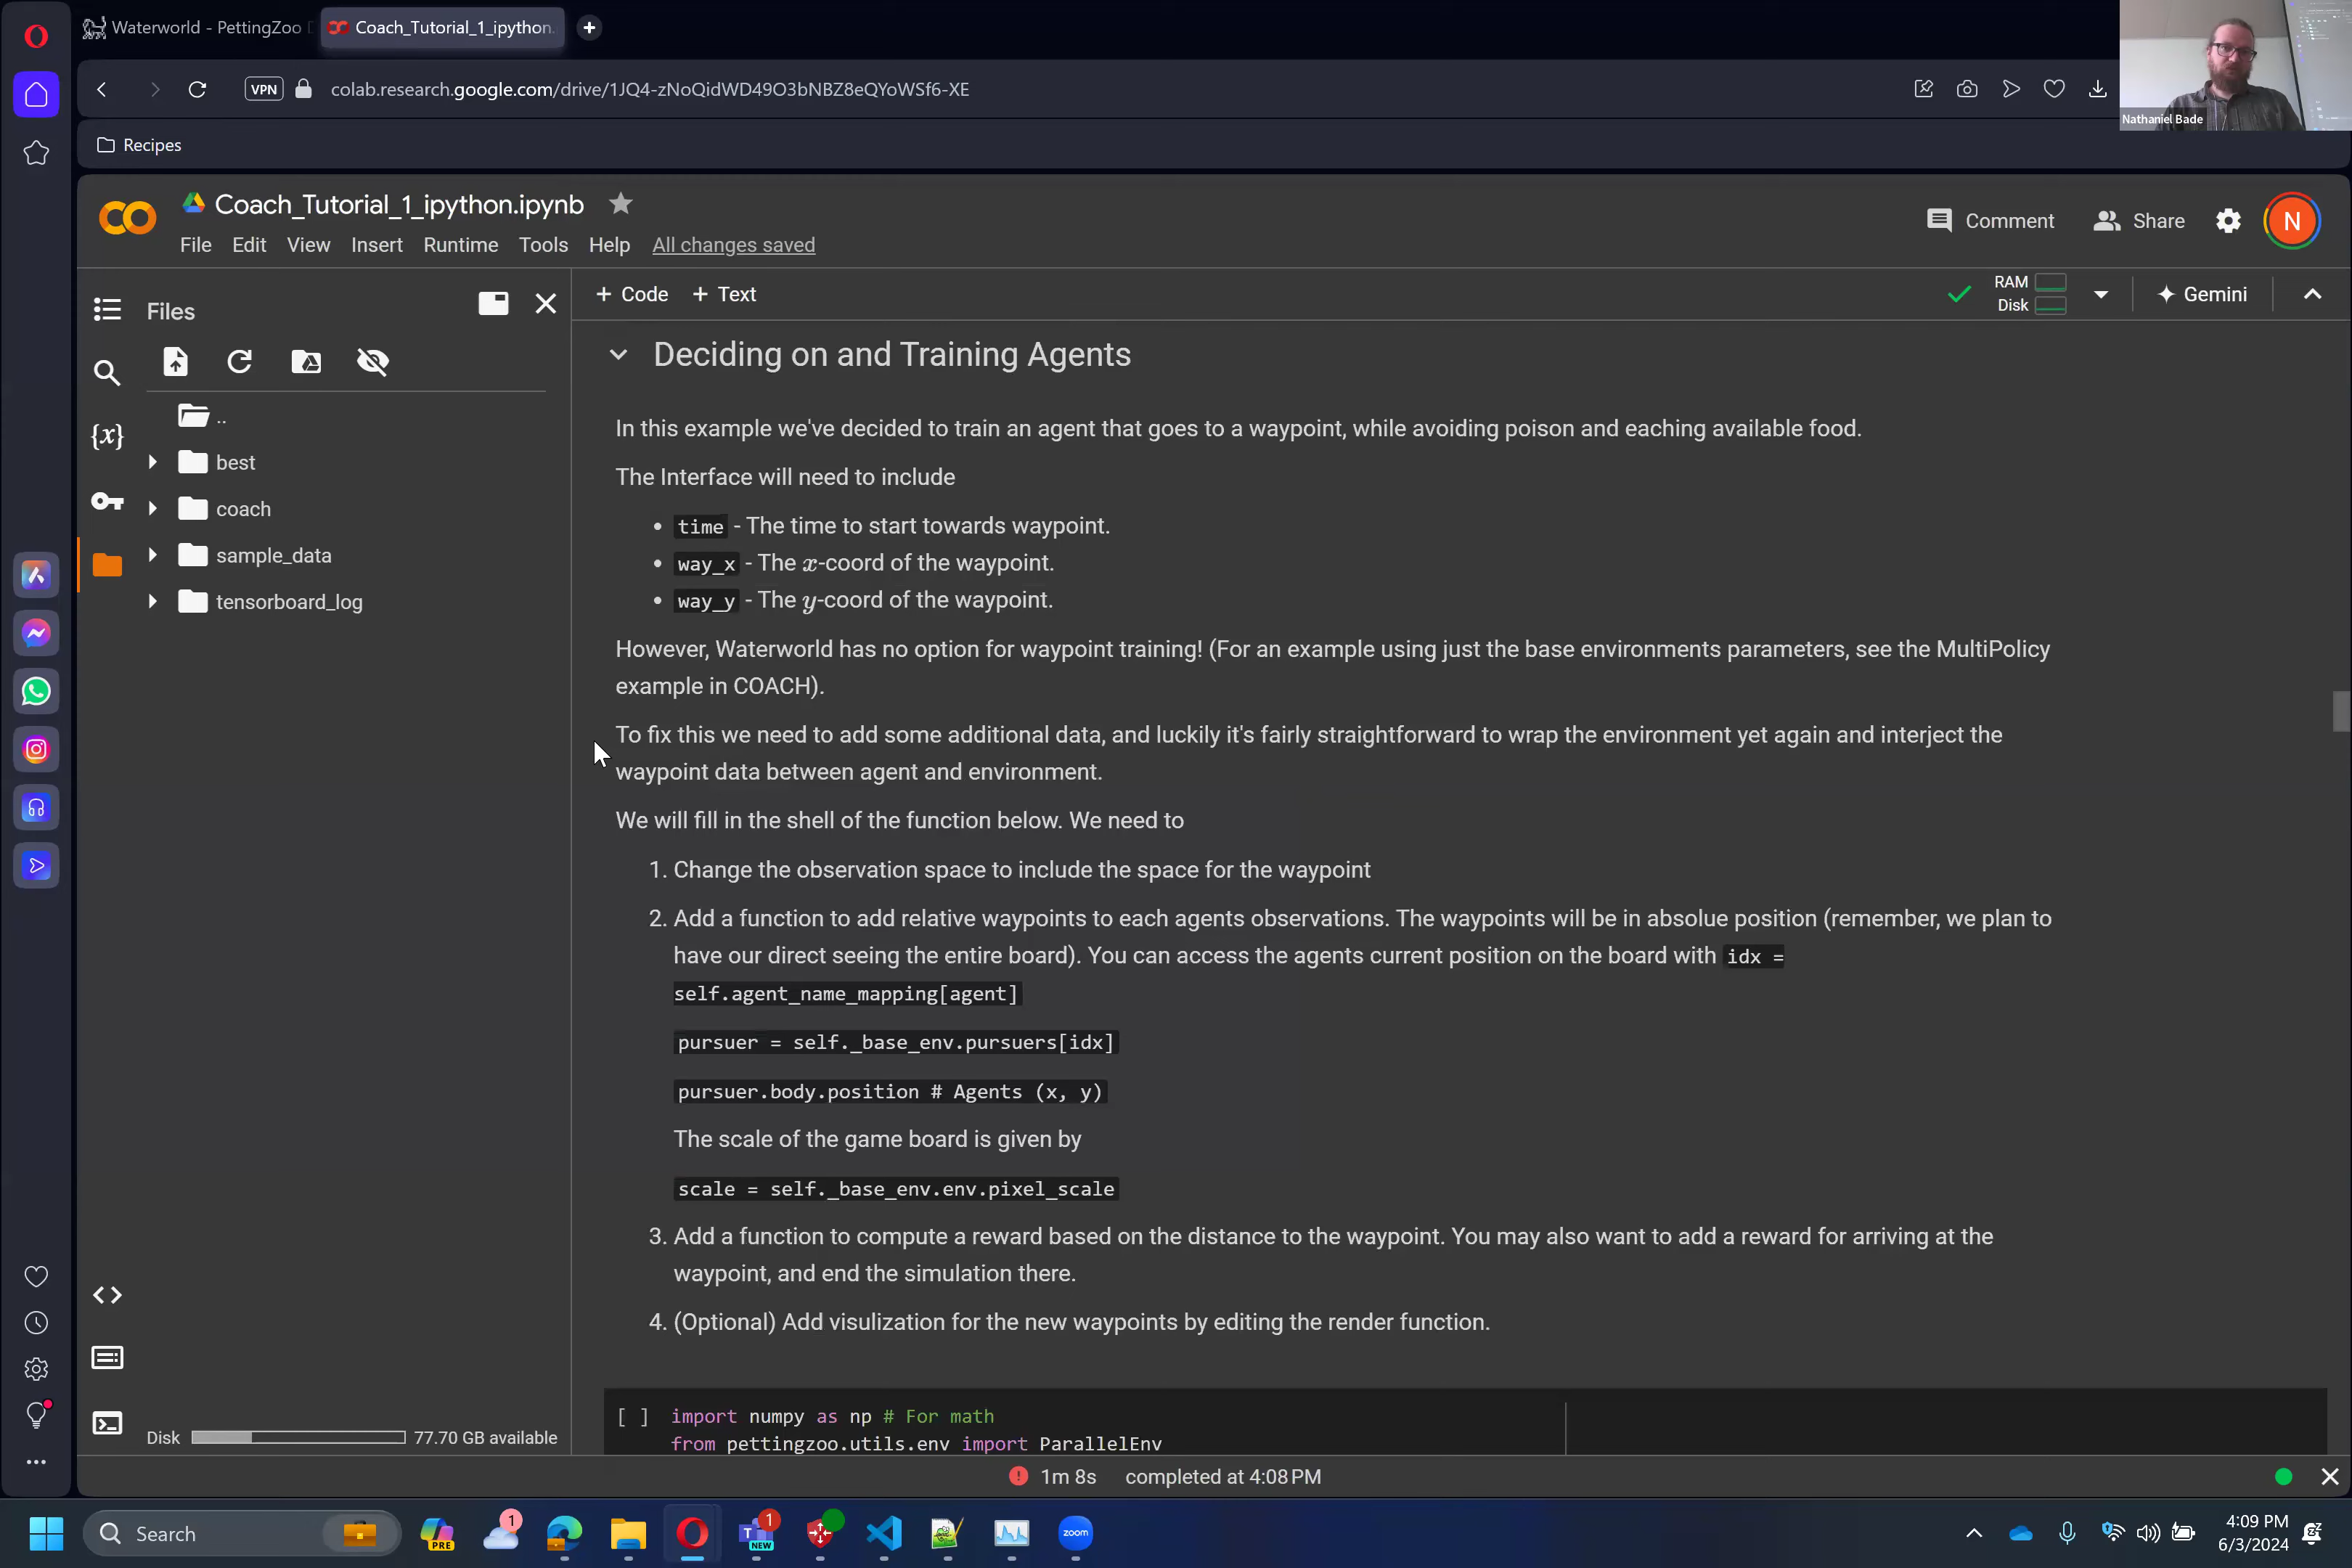 Waterworld - PettingZoo D
Coach_Tutorial_1_ipython.
VPN
colab.research.google.com/drive/1JQ4-zNoQidWD49O3bNBZ8eQYoWSf6-XE
Nathaniel Bade
Recipes
Coach_Tutorial_1_ipython.ipynb
Comment
Share
N
File Edit View Insert Runtime Tools Help All changes saved
Files
+ Code + Text
RAM
Disk
Gemini
..
best
coach
sample_data
tensorboard_log
{x}
Deciding on and Training Agents
In this example we've decided to train an agent that goes to a waypoint, while avoiding poison and eaching available food.
The Interface will need to include
• time - The time to start towards waypoint.
• way_x - The x-coord of the waypoint.
• way_y - The y-coord of the waypoint.
However, Waterworld has no option for waypoint training! (For an example using just the base environments parameters, see the MultiPolicy
example in COACH).
To fix this we need to add some additional data, and luckily it's fairly straightforward to wrap the environment yet again and interject the
waypoint data between agent and environment.
We will fill in the shell of the function below. We need to
1. Change the observation space to include the space for the waypoint
2. Add a function to add relative waypoints to each agents observations. The waypoints will be in absolue position (remember, we plan to
have our direct seeing the entire board). You can access the agents current position on the board with idx =
self.agent_name_mapping[agent]
pursuer = self._base_env.pursuers[idx]
pursuer.body.position # Agents (x, y)
The scale of the game board is given by
scale = self._base_env.env.pixel_scale
3. Add a function to compute a reward based on the distance to the waypoint. You may also want to add a reward for arriving at the
waypoint, and end the simulation there.
4. (Optional) Add visulization for the new waypoints by editing the render function.
[ ] import numpy as np # For math
from pettingzoo.utils.env import ParallelEnv
Disk 77.70 GB available
1m 8s completed at 4:08 PM
Search
PRE
1
1
NEW
zoom
4:09 PM
6/3/2024